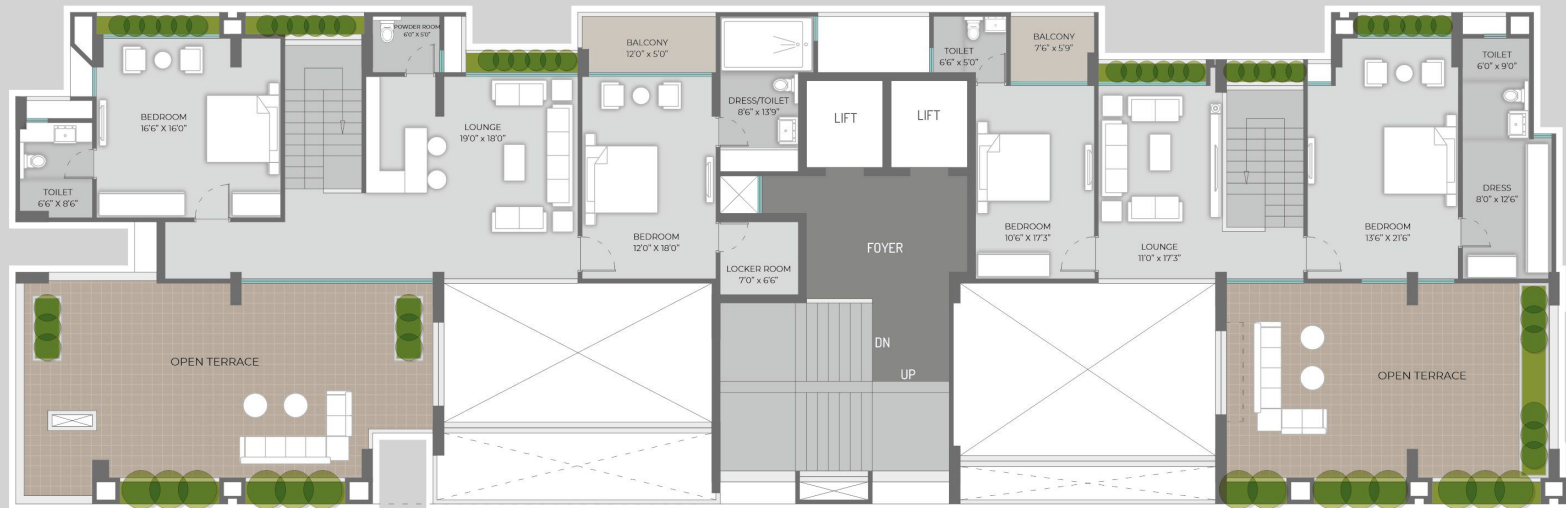 POWDER ROOM
6'0" X 5'0"
BALCONY
12'0" x 5'0"
TOILET
6'6" x 5'0"
BALCONY
7'6" x 5'9"
TOILET
6'0" x 9'0"
BEDROOM
16'6" X 16'0"
LOUNGE
19'0" x 18'0"
DRESS/TOILET
8'6" x 13'9"
LIFT
LIFT
TOILET
6'6" X 8'6"
DRESS
8'0" x 12'6"
BEDROOM
12'0" X 18'0"
BEDROOM
10'6" X 17'3"
LOUNGE
11'0" x 17'3"
BEDROOM
13'6" X 21'6"
FOYER
LOCKER ROOM
7'0" x 6'6"
DN
UP
OPEN TERRACE
OPEN TERRACE